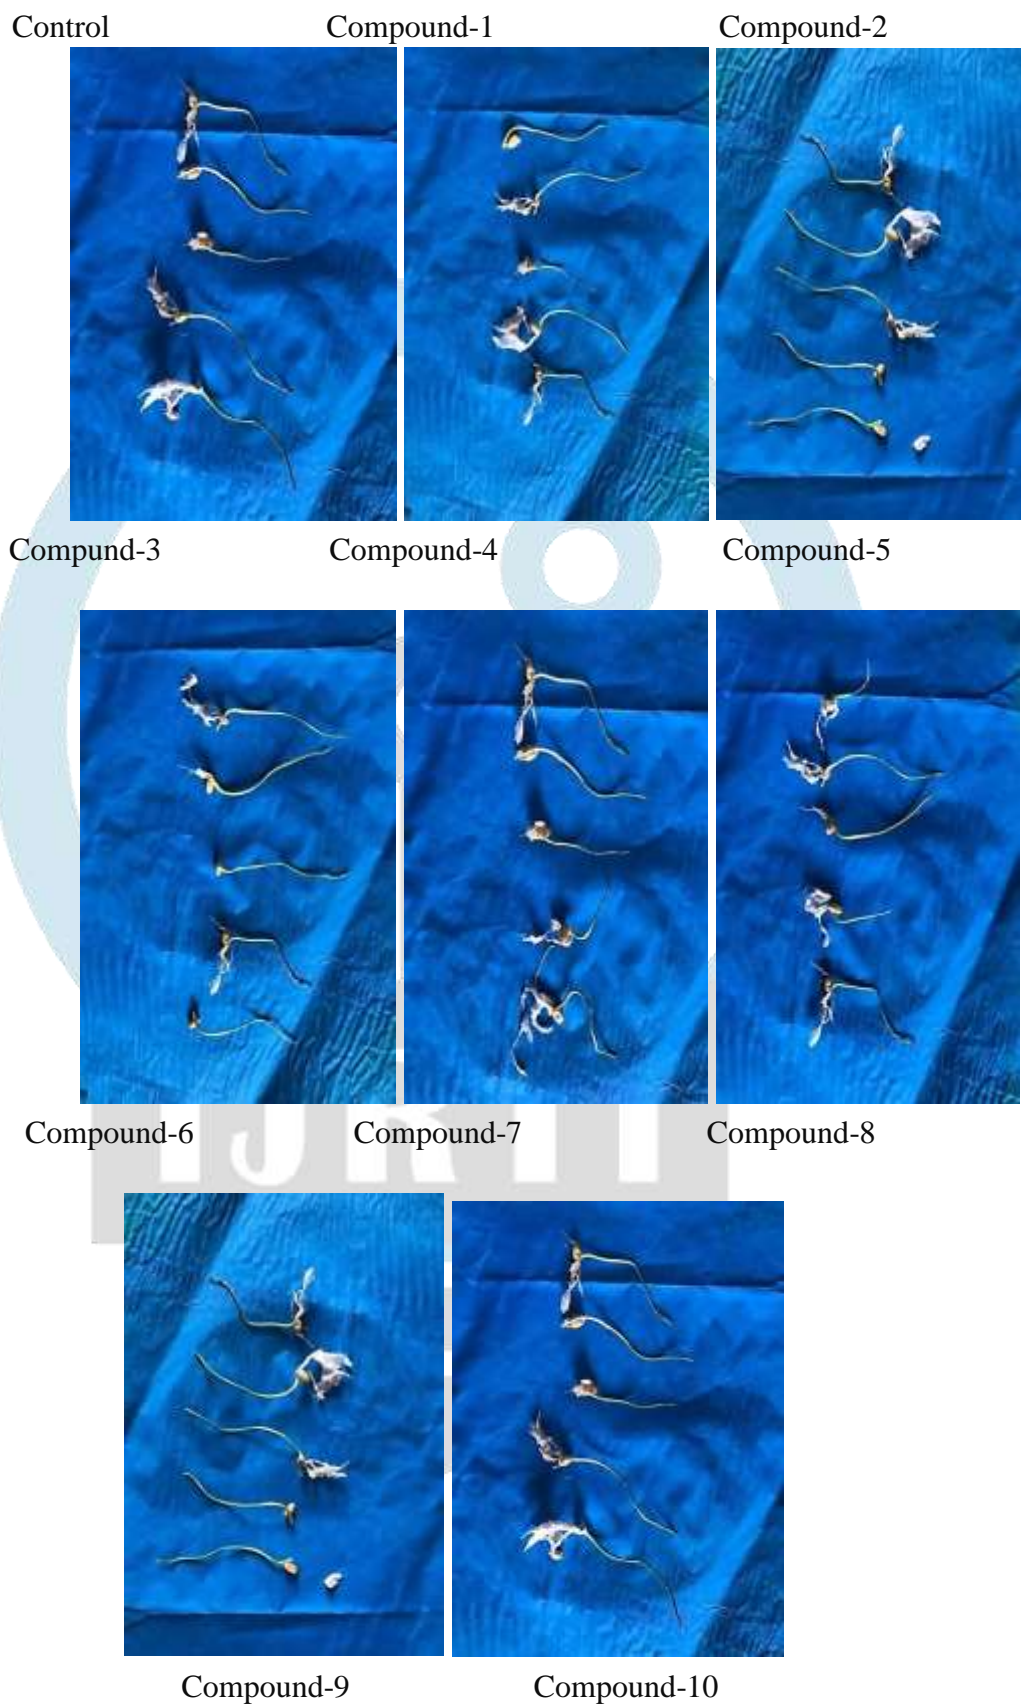 Control Compound-1 Compound-2
Compund-3 Compound-4 Compound-5
Compound-6 Compound-7 Compound-8
IJRTI
Compound-9 Compound-10